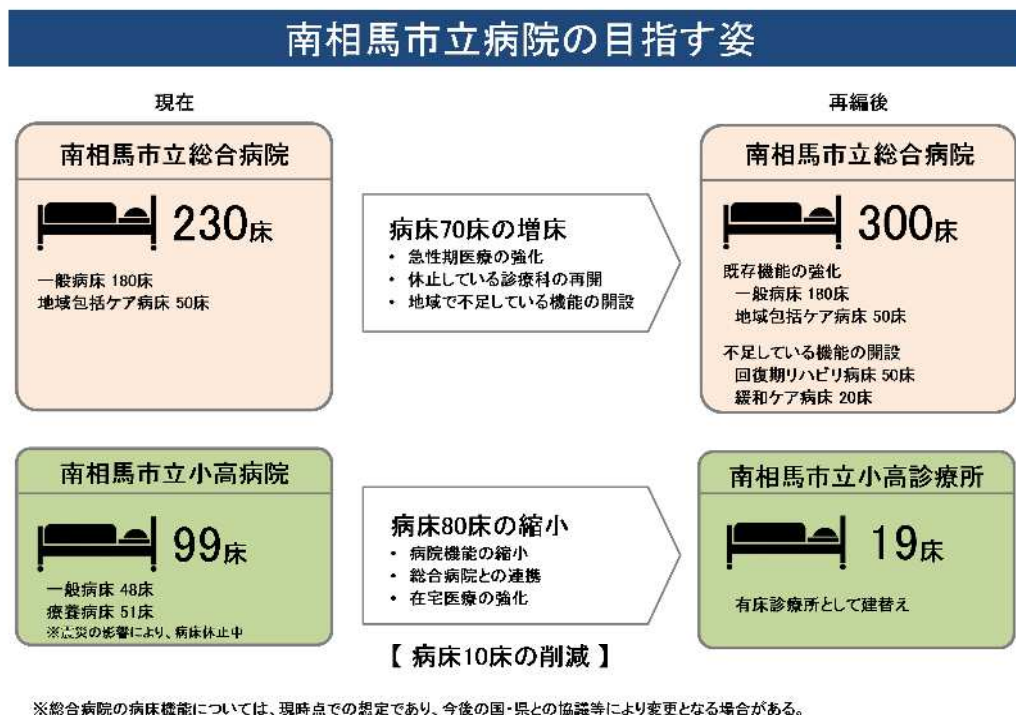 南相馬市立病院の目指す姿
現在
南相馬市立総合病院
230床
一般病床 180床
地域包括ケア病床 50床
病床70床の増床
・ 急性期医療の強化
・ 休止している診療科の再開
・ 地域で不足している機能の開設
再編後
南相馬市立総合病院
300床
既存機能の強化
一般病床 180床
地域包括ケア病床 50床
不足している機能の開設
回復期リハビリ病床 50床
緩和ケア病床 20床
南相馬市立小高病院
99床
一般病床 48床
療養病床 51床
※震災の影響により、病床休止中
病床80床の縮小
・ 病院機能の縮小
・ 総合病院との連携
・ 在宅医療の強化
南相馬市立小高診療所
19床
有床診療所として建替え
【 病床10床の削減 】
※総合病院の病床機能については、現時点での想定であり、今後の国・県との協議等により変更となる場合がある。